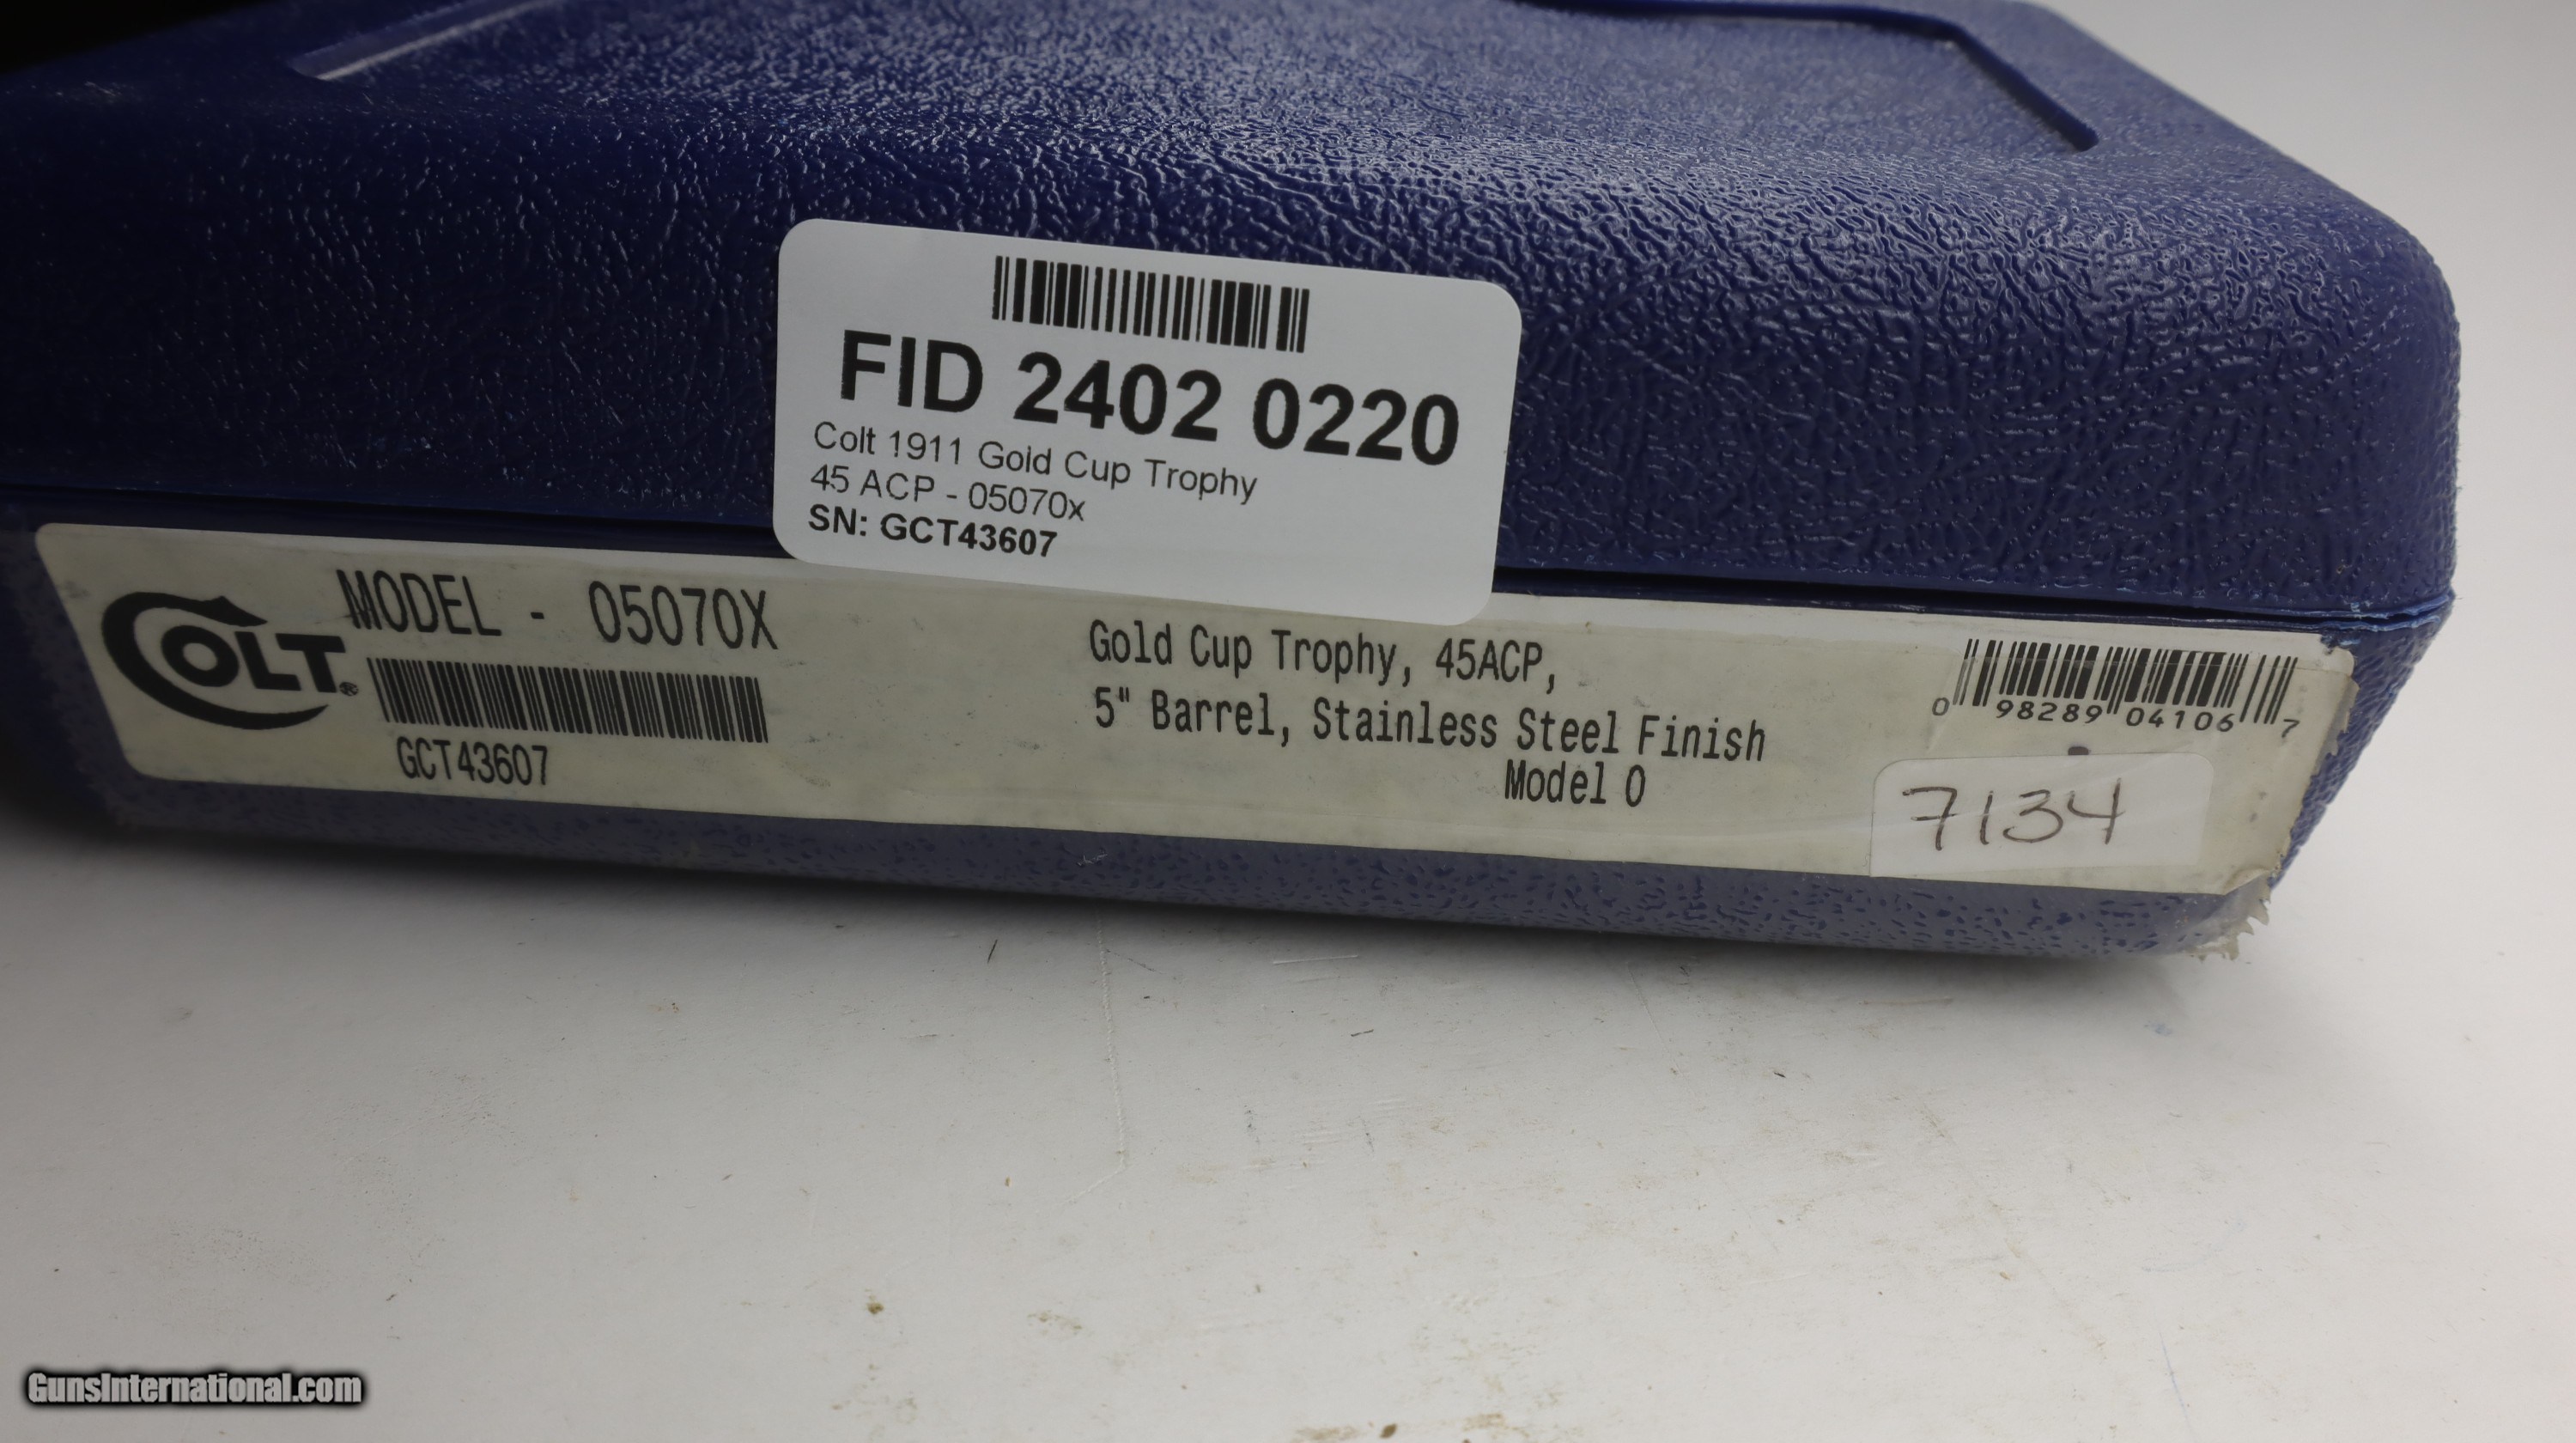 FID 2402 0220
Colt 1911 Gold Cup Trophy
45 ACP - 05070x
SN: GCT43607
COLT®
MODEL - 05070X
GCT43607
Gold Cup Trophy, 45ACP,
5" Barrel, Stainless Steel Finish
Model O
0 98289 04106 7
7134
GunsInternational.com